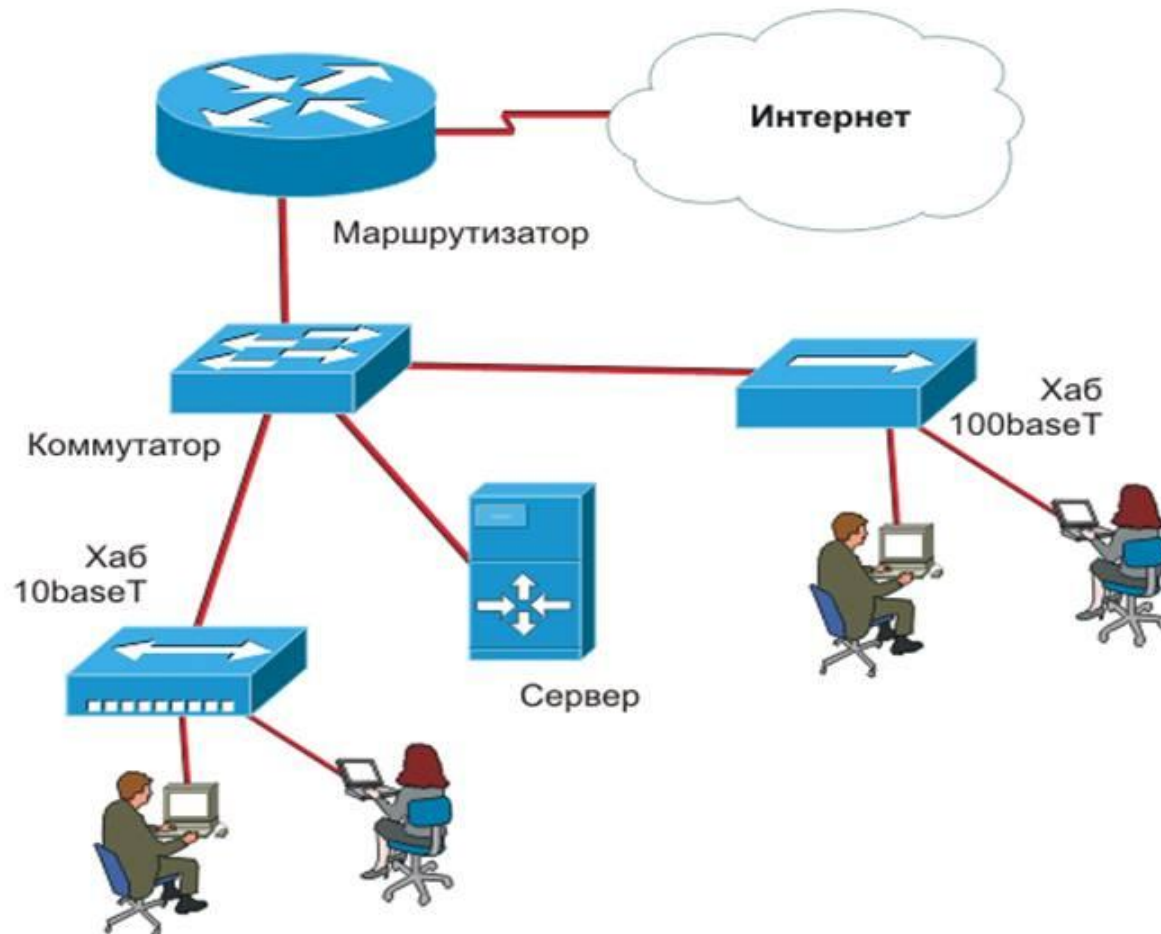 Интернет
Маршрутизатор
Хаб
100baseT
Коммутатор
Хаб
10baseT
Сервер